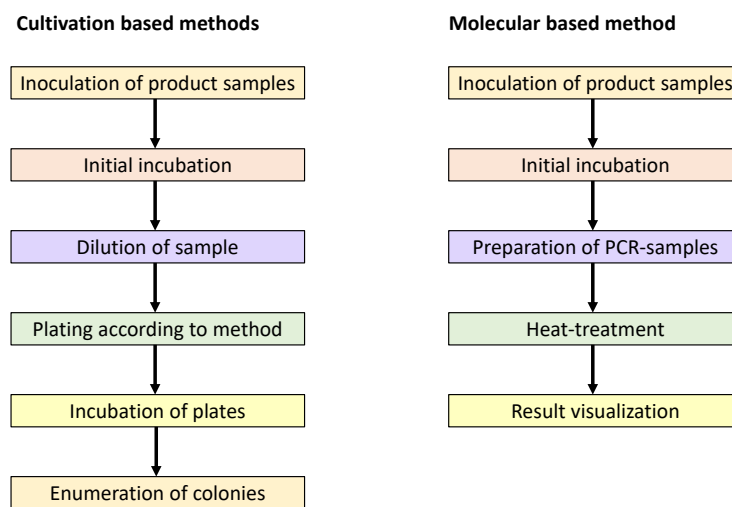 Cultivation based methods
Inoculation of product samples
Initial incubation
Dilution of sample
Plating according to method
Incubation of plates
Enumeration of colonies
Molecular based method
Inoculation of product samples
Initial incubation
Preparation of PCR-samples
Heat-treatment
Result visualization